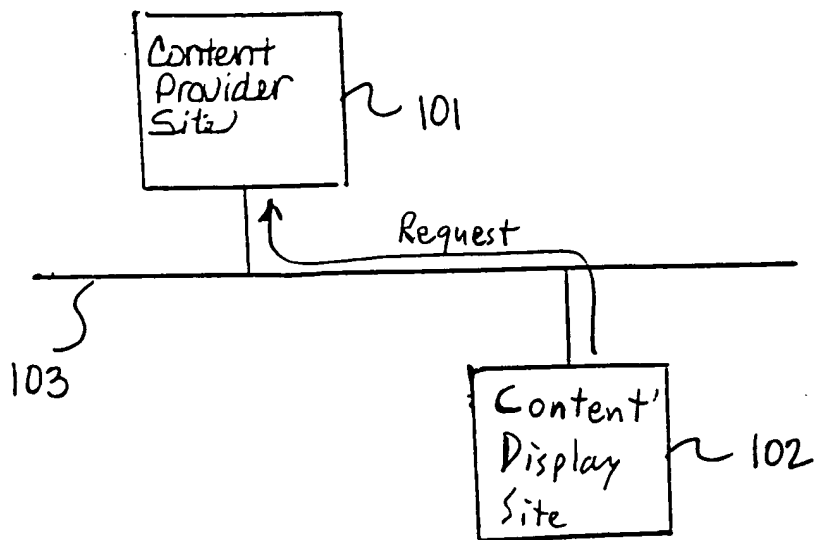 Content
Provider
Site
101
Request
103
Content
Display
Site
102